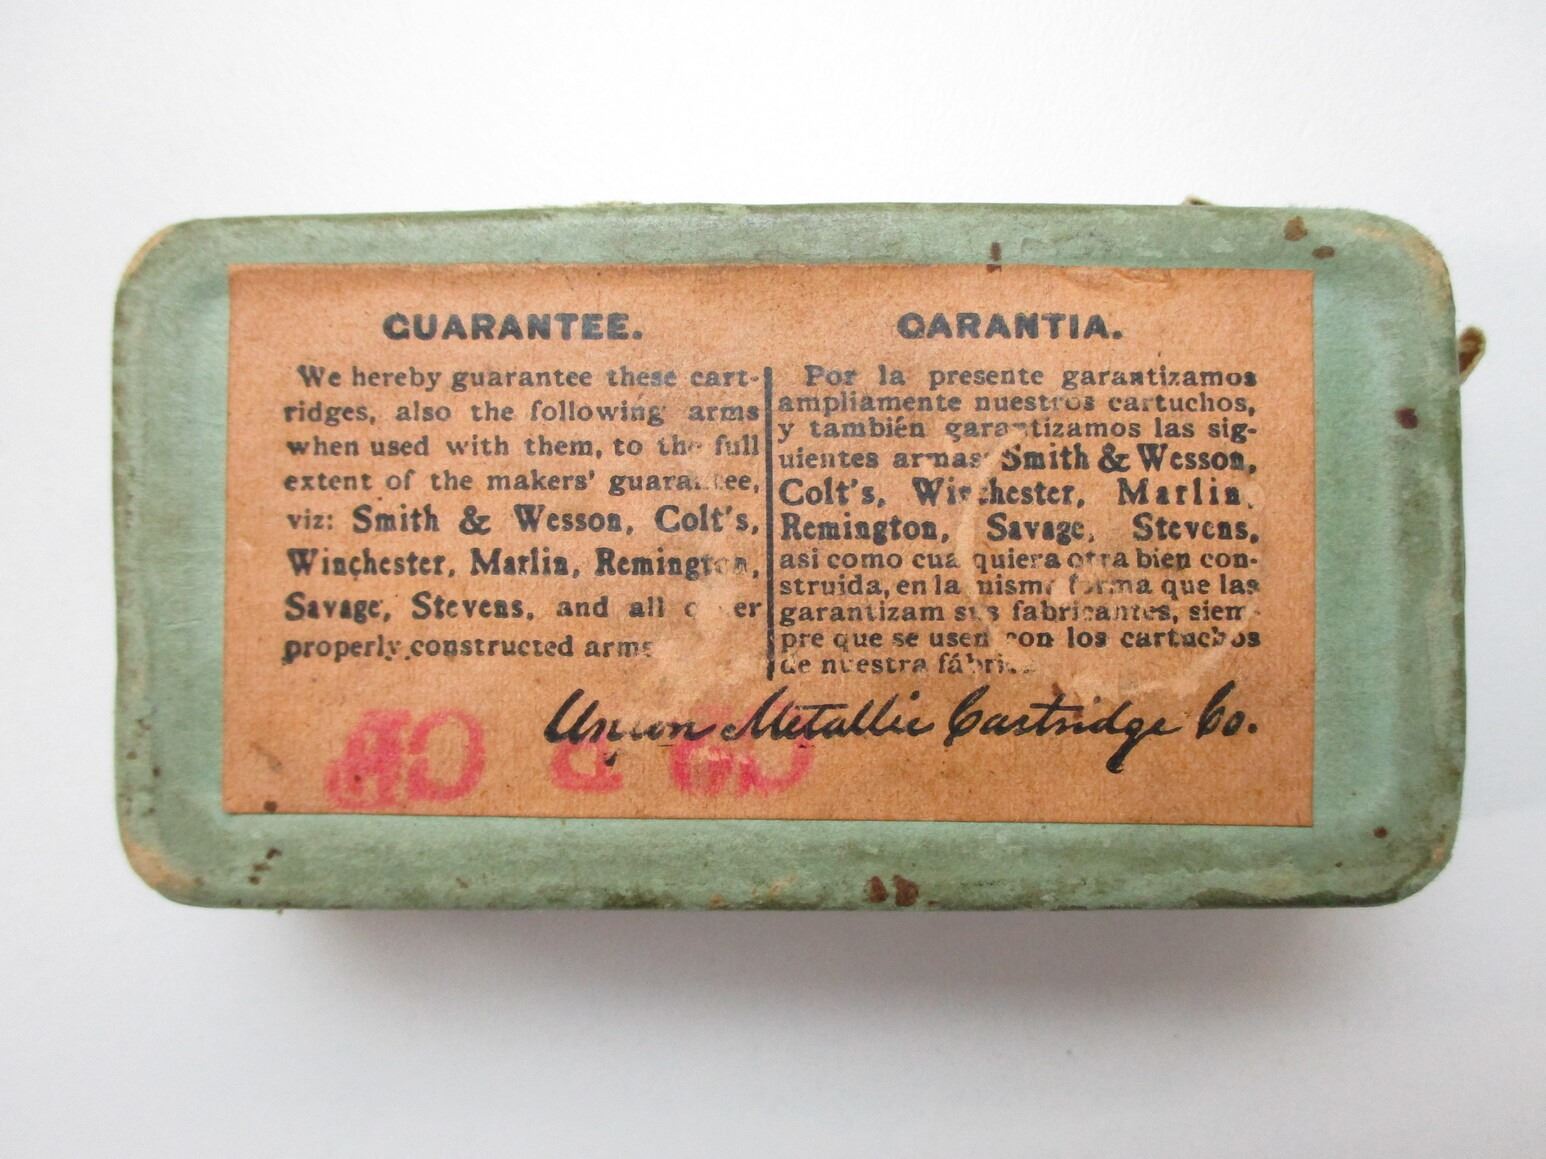 GUARANTEE.
We hereby guarantee these cart-
ridges, also the following arms
when used with them, to the full
extent of the makers' guarantee,
viz: Smith & Wesson, Colt's,
Winchester, Marlin, Remington,
Savage, Stevens, and all other
properly constructed arms
GARANTIA.
Por la presente garantizamos
ampliamente nuestros cartuchos,
y también garantizamos las sig-
uientes armas: Smith & Wesson,
Colt's, Winchester, Marlin,
Remington, Savage, Stevens,
asi como cualquiera otra bien con-
struida, en la misma forma que las
garantizam sus fabricantes, siem-
pre que se usen con los cartuchos
de nuestra fábrica
Union Metallic Cartridge Co.